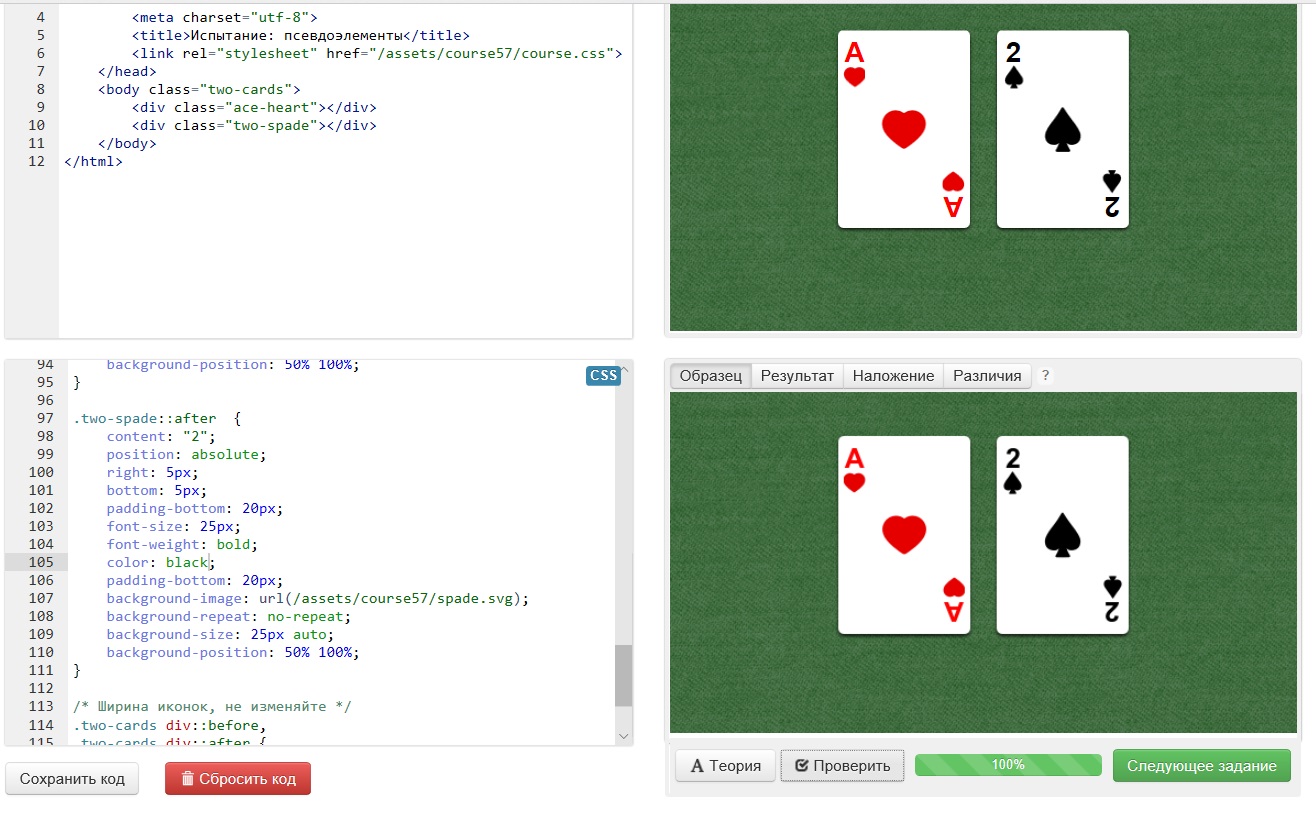 4 <meta charset="utf-8">
5 <title>Испытание: псевдоэлементы</title>
6 <link rel="stylesheet" href="/assets/course57/course.css">
7 </head>
8 <body class="two-cards">
9 <div class="ace-heart"></div>
10 <div class="two-spade"></div>
11 </body>
12 </html>
A 2
A 2
94 background-position: 50% 100%;
95 }
CSS
96
97 .two-spade::after {
98 content: "2";
99 position: absolute;
100 right: 5px;
101 bottom: 5px;
102 padding-bottom: 20px;
103 font-size: 25px;
104 font-weight: bold;
105 color: black;
106 padding-bottom: 20px;
107 background-image: url(/assets/course57/spade.svg);
108 background-repeat: no-repeat;
109 background-size: 25px auto;
110 background-position: 50% 100%;
111 }
112
113 /* Ширина иконок, не изменяйте */
114 .two-cards div::before,
115 .two-cards div::after {
Сохранить код Сбросить код
Образец Результат Наложение Различия ?
A 2
A 2
A Теория Проверить 100% Следующее задание